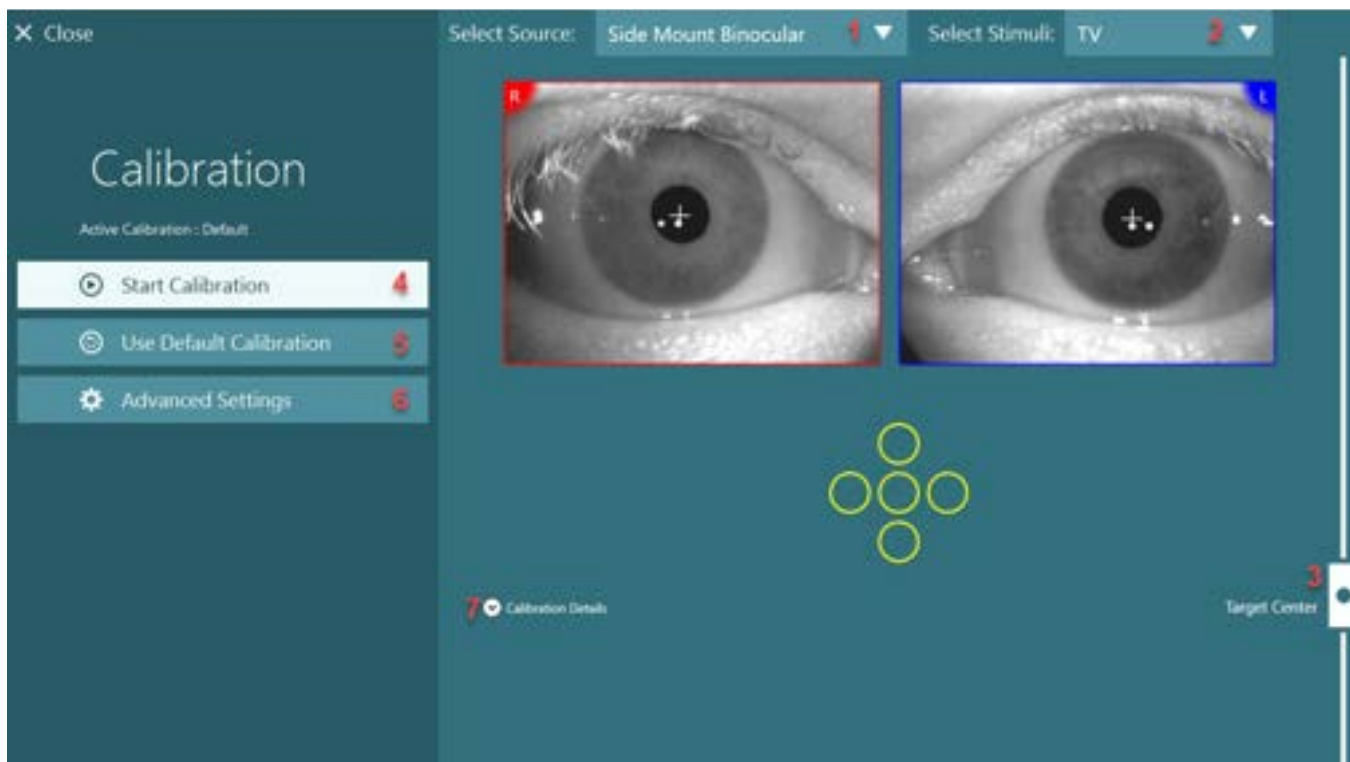 Close
Select Source: Side Mount Binocular 1 Select Stimuli: TV 2
R
L
Calibration
Active Calibration : Default
Start Calibration 4
Use Default Calibration 5
Advanced Settings 6
3
7 Calibration Details
Target Center